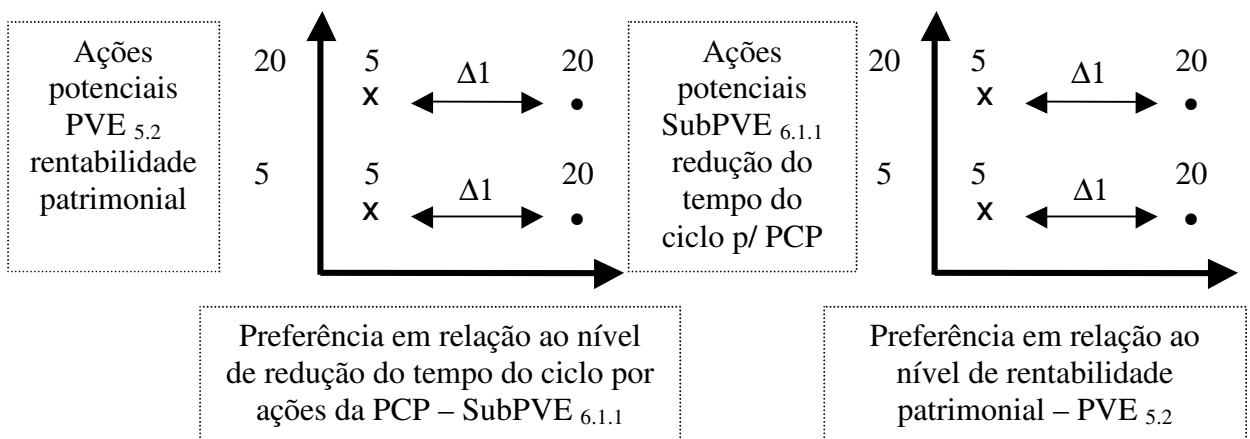 Ações
potenciais
PVE 5.2
rentabilidade
patrimonial
20
5
5
x
Δ1
20
•
5
x
Δ1
20
•
Preferência em relação ao nível
de redução do tempo do ciclo por
ações da PCP – SubPVE 6.1.1
Ações
potenciais
SubPVE 6.1.1
redução do
tempo do
ciclo p/ PCP
20
5
5
x
Δ1
20
•
5
x
Δ1
20
•
Preferência em relação ao
nível de rentabilidade
patrimonial – PVE 5.2